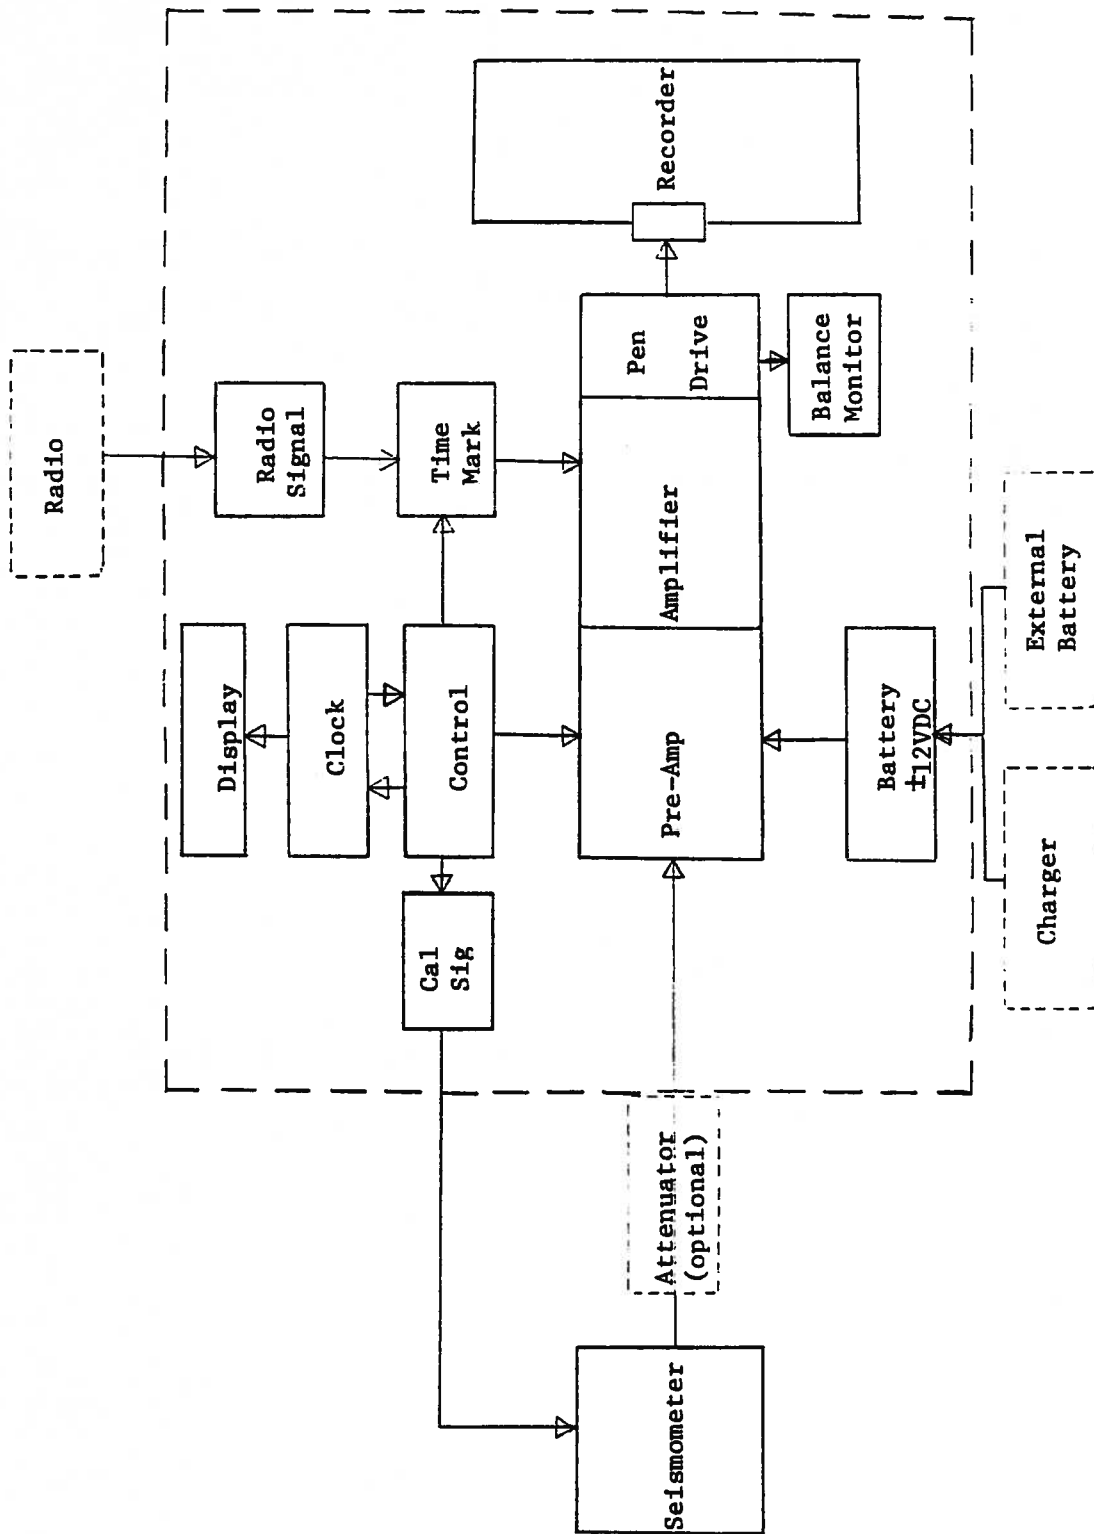 Radio
Display
Clock
Control
Radio
Signal
Time
Mark
Cal
Sig
Recorder
Pen
Drive
Amplifier
Pre-Amp
Balance
Monitor
Seismometer
Attenuator
(optional)
Battery
±12VDC
Charger
External
Battery